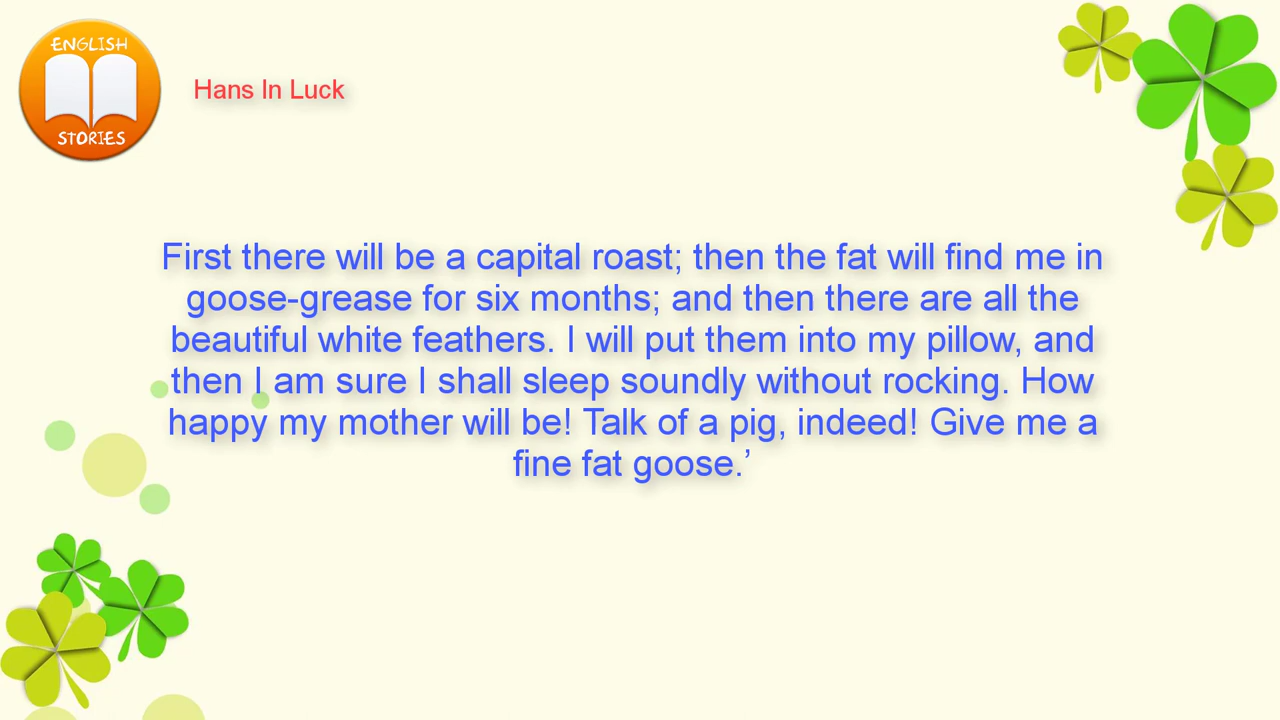 ENGLISH
STORIES
Hans In Luck
First there will be a capital roast; then the fat will find me in
goose-grease for six months; and then there are all the
beautiful white feathers. I will put them into my pillow, and
then I am sure I shall sleep soundly without rocking. How
happy my mother will be! Talk of a pig, indeed! Give me a
fine fat goose.’